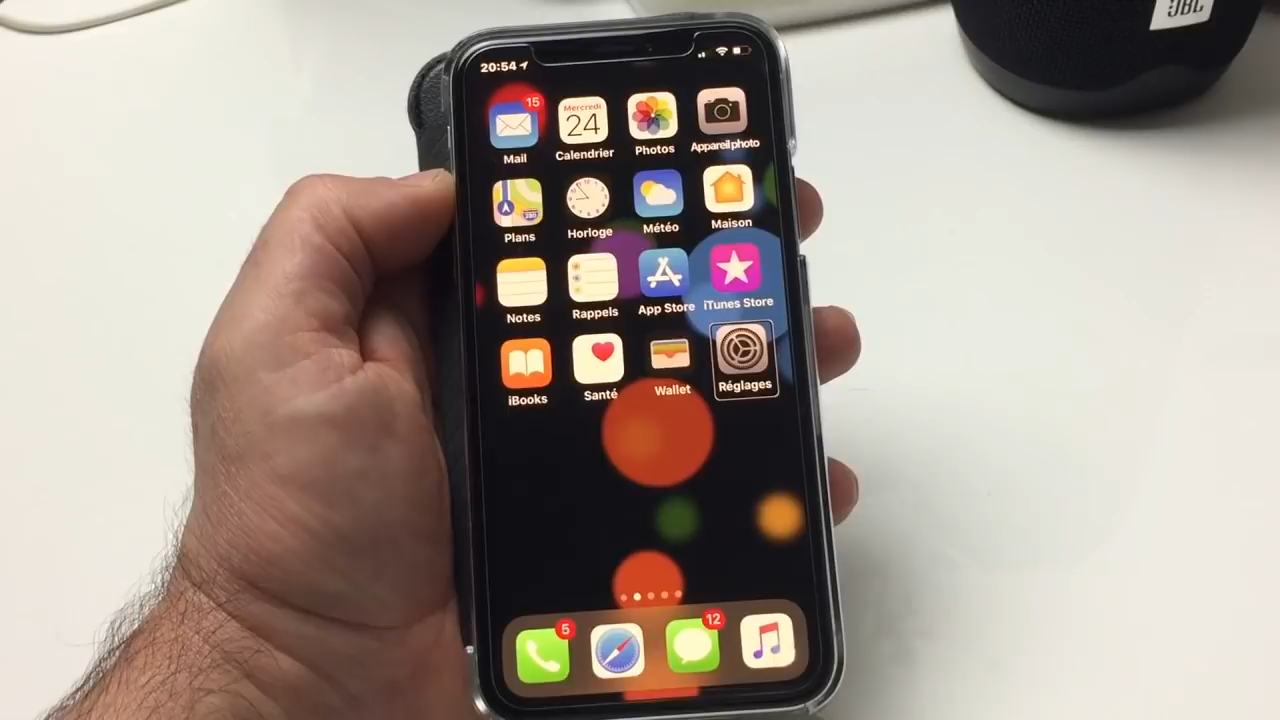 JBL
20:54
15
Mercredi
24
Mail
Calendrier
Photos
Appareil photo
280
Plans
Horloge
Météo
Maison
Notes
Rappels
App Store
iTunes Store
iBooks
Santé
Wallet
Réglages
5
12